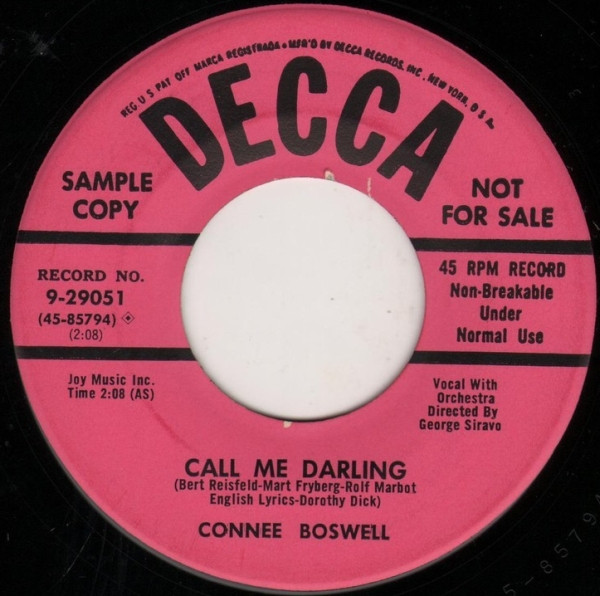 REG U S PAT OFF MARCA REGISTRADA • MFR'D BY DECCA RECORDS, INC., NEW YORK, U.S.A.
DECCA
SAMPLE
COPY
NOT
FOR SALE
RECORD NO.
9-29051
(45-85794)
(2:08)
45 RPM RECORD
Non-Breakable
Under
Normal Use
Joy Music Inc.
Time 2:08 (AS)
Vocal With
Orchestra
Directed By
George Siravo
CALL ME DARLING
(Bert Reisfeld-Mart Fryberg-Rolf Marbot
English Lyrics-Dorothy Dick)
CONNEE BOSWELL